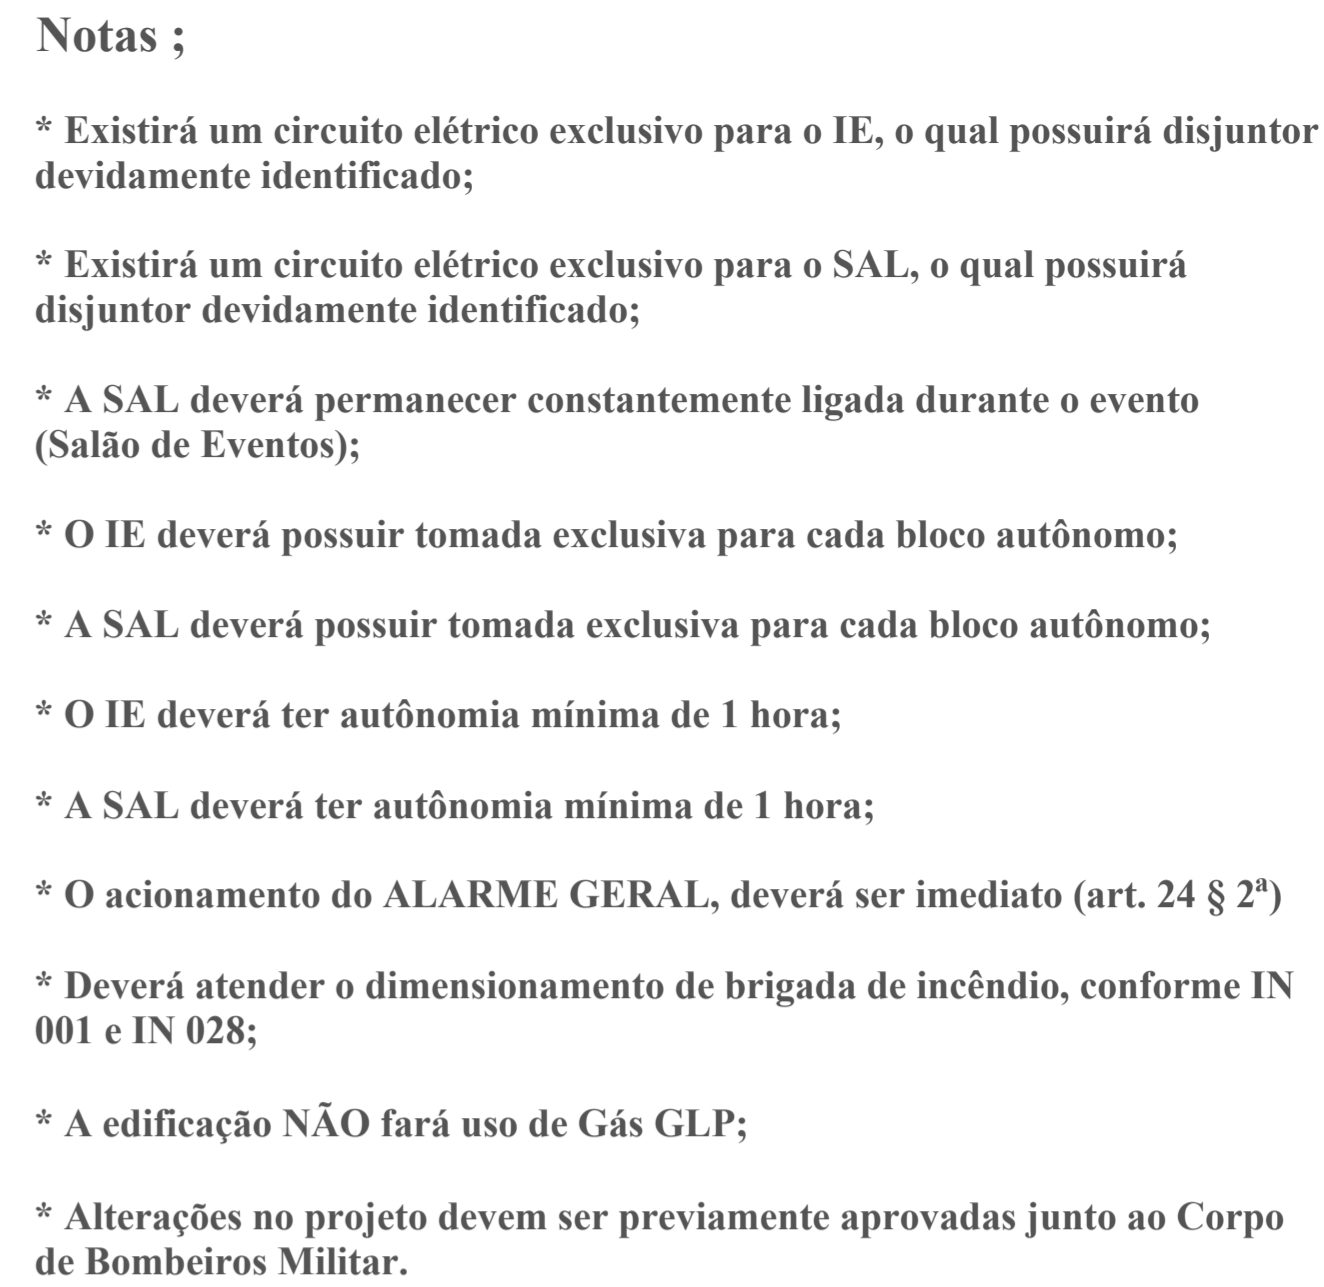 Notas ;
* Existirá um circuito elétrico exclusivo para o IE, o qual possuirá disjuntor
devidamente identificado;
* Existirá um circuito elétrico exclusivo para o SAL, o qual possuirá
disjuntor devidamente identificado;
* A SAL deverá permanecer constantemente ligada durante o evento
(Salão de Eventos);
* O IE deverá possuir tomada exclusiva para cada bloco autônomo;
* A SAL deverá possuir tomada exclusiva para cada bloco autônomo;
* O IE deverá ter autônomia mínima de 1 hora;
* A SAL deverá ter autônomia mínima de 1 hora;
* O acionamento do ALARME GERAL, deverá ser imediato (art. 24 § 2ª)
* Deverá atender o dimensionamento de brigada de incêndio, conforme IN
001 e IN 028;
* A edificação NÃO fará uso de Gás GLP;
* Alterações no projeto devem ser previamente aprovadas junto ao Corpo
de Bombeiros Militar.